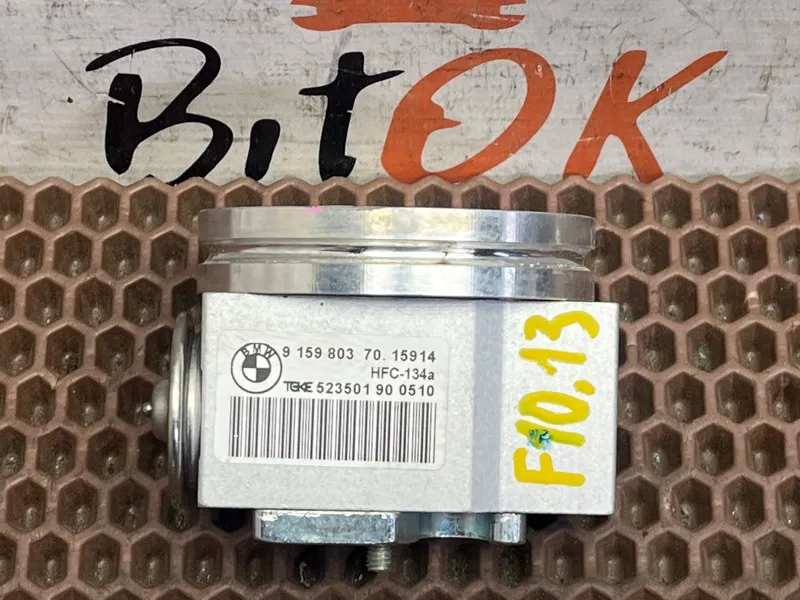 BitOK
BMW
9 159 803 70. 15914
HFC-134a
TGKE 523501 90 0510
F10.13